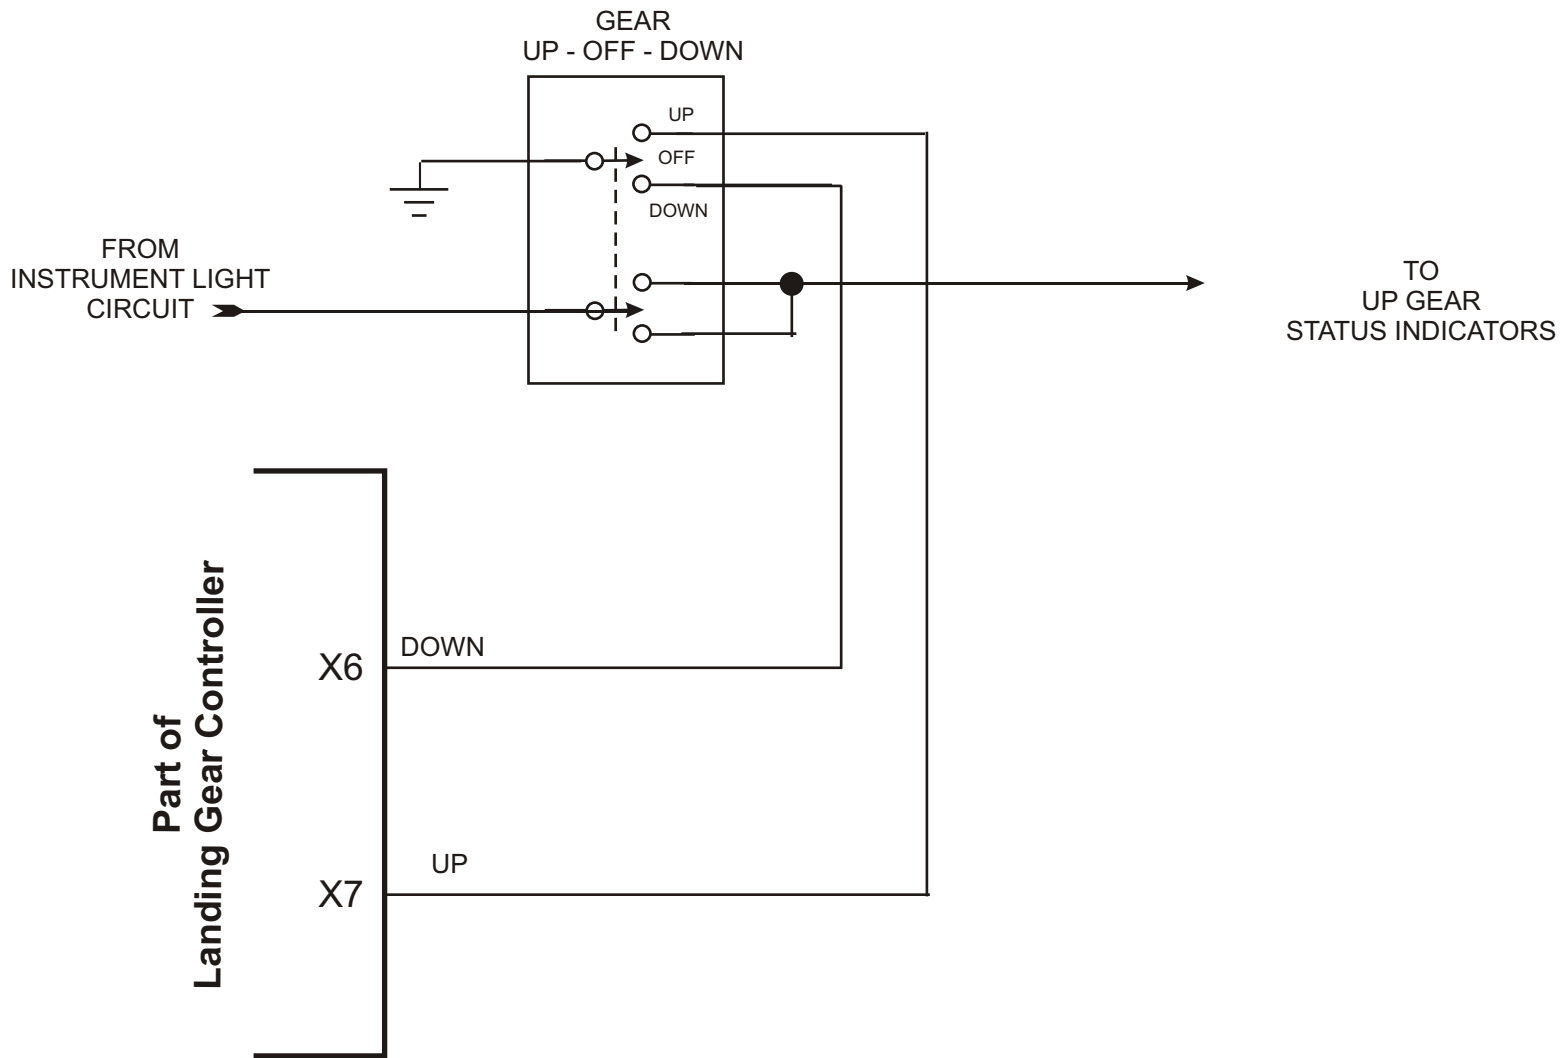 GEAR
UP - OFF - DOWN
UP
OFF
DOWN
FROM
INSTRUMENT LIGHT
CIRCUIT
TO
UP GEAR
STATUS INDICATORS
Part of
Landing Gear Controller
X6
DOWN
X7
UP